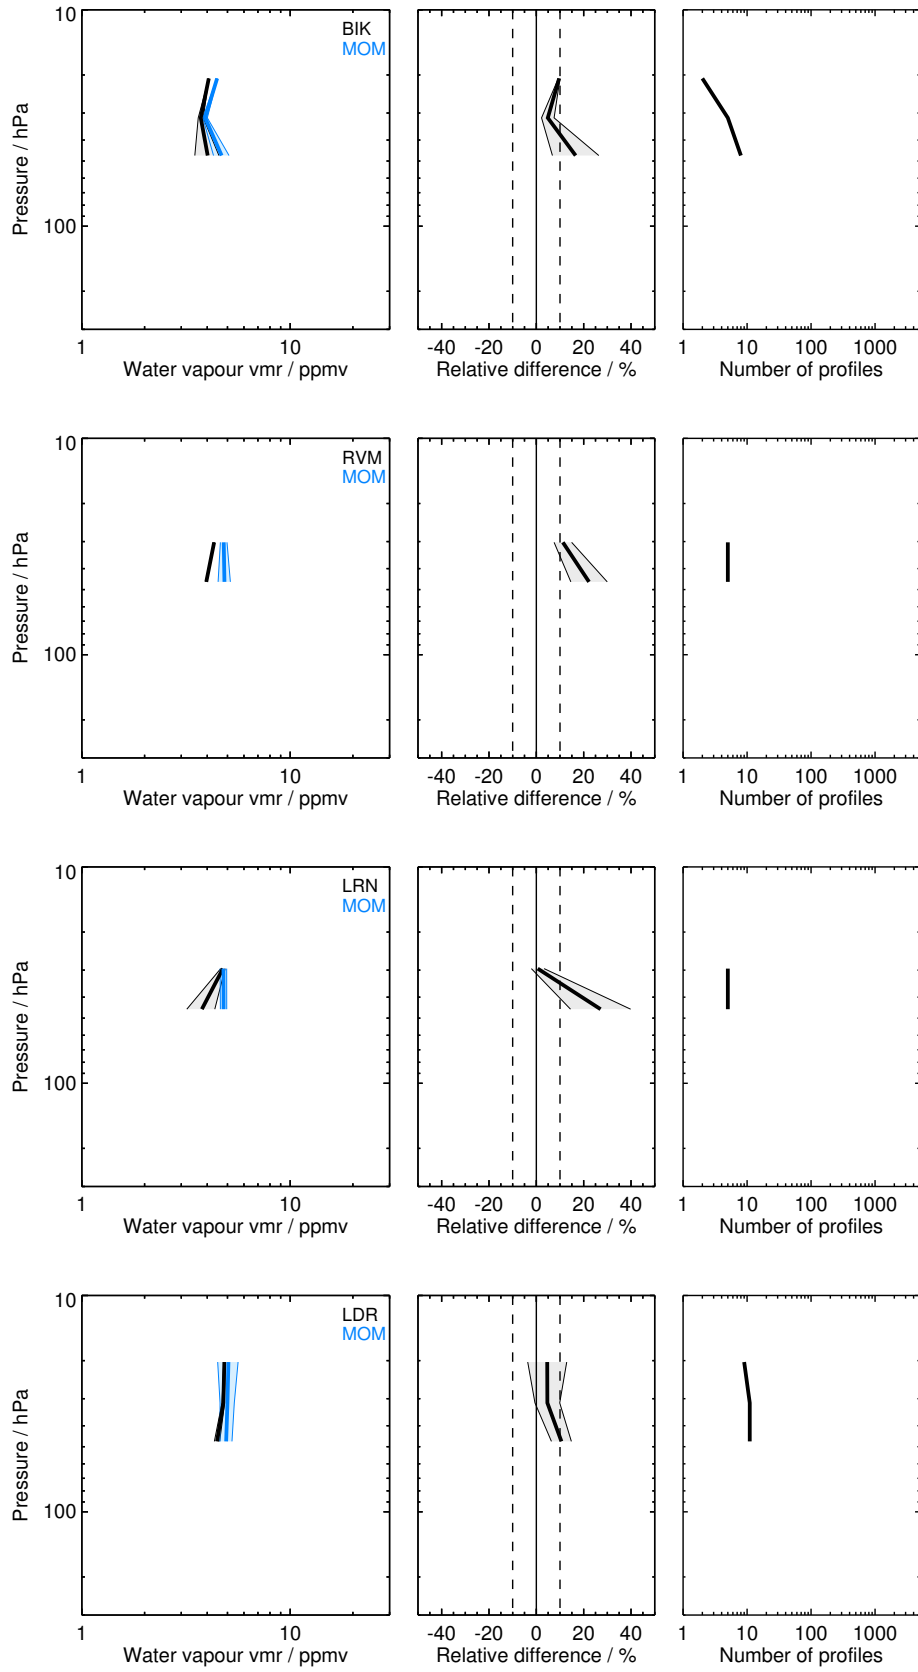 10
BIK
MOM
Pressure / hPa
100
1 10
-40 -20 0 20 40
1 10 100 1000
Water vapour vmr / ppmv
Relative difference / %
Number of profiles
10
RVM
MOM
Pressure / hPa
100
1 10
-40 -20 0 20 40
1 10 100 1000
Water vapour vmr / ppmv
Relative difference / %
Number of profiles
10
LRN
MOM
Pressure / hPa
100
1 10
-40 -20 0 20 40
1 10 100 1000
Water vapour vmr / ppmv
Relative difference / %
Number of profiles
10
LDR
MOM
Pressure / hPa
100
1 10
-40 -20 0 20 40
1 10 100 1000
Water vapour vmr / ppmv
Relative difference / %
Number of profiles